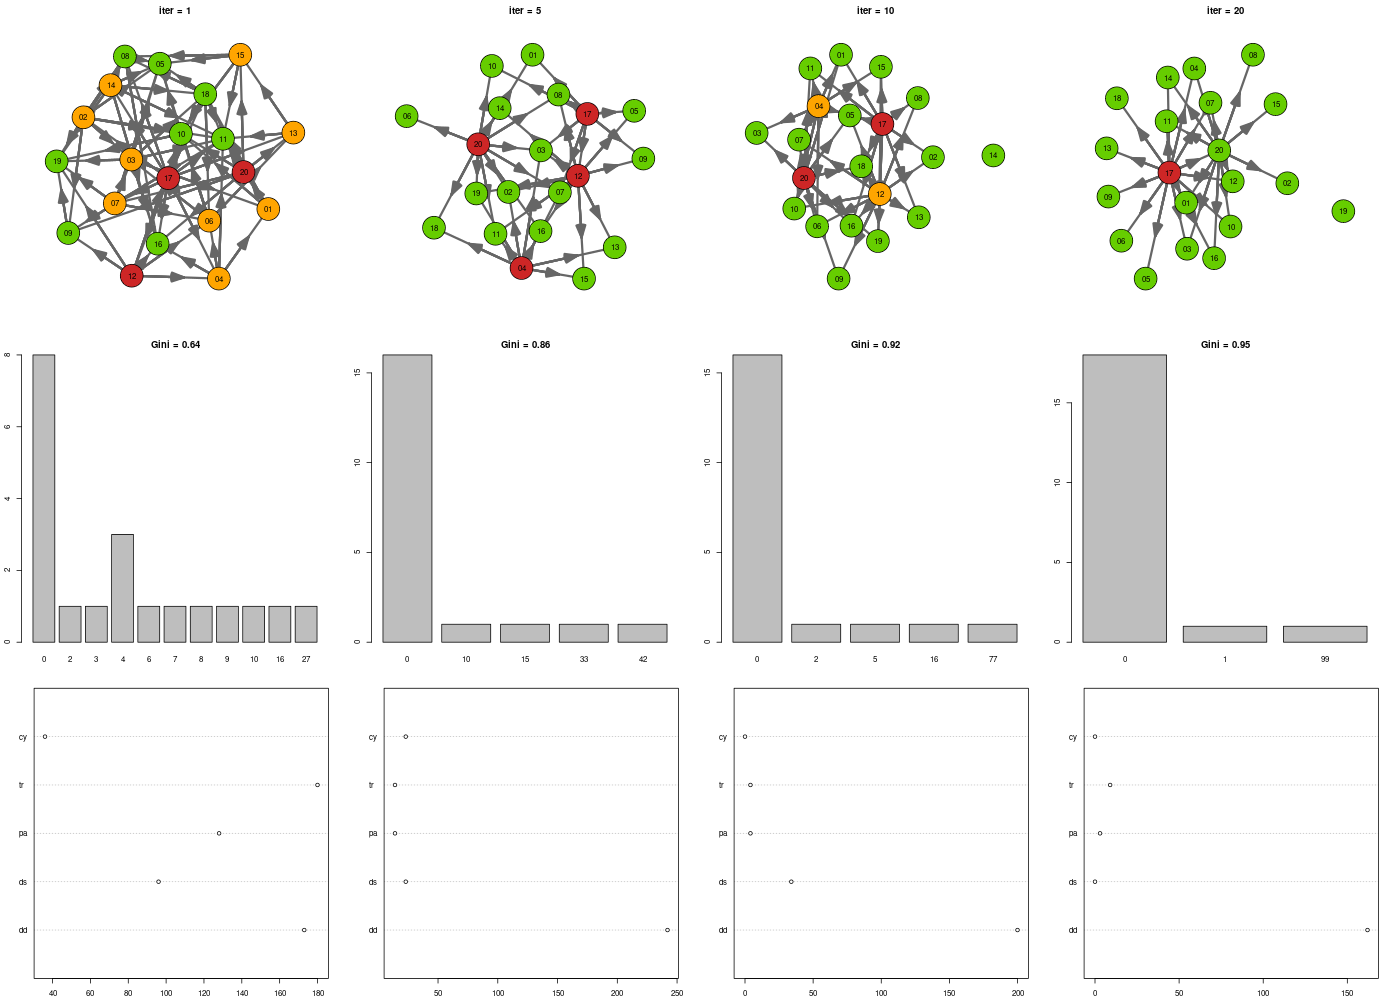 iter = 1
iter = 5
iter = 10
iter = 20
08 05 15 14 18 02 10 11 13 19 03 17 20 07 01 06 09 16 12 04
01 10 08 14 17 05 06 20 03 09 12 19 02 07 18 11 16 13 04 15
01 11 15 04 08 05 17 03 07 02 14 18 20 12 10 13 06 16 19 09
08 04 14 18 07 15 11 13 20 17 12 02 09 01 19 10 06 03 16 05
Gini = 0.64
Gini = 0.86
Gini = 0.92
Gini = 0.95
8
6
4
2
0
0 2 3 4 6 7 8 9 10 16 27
15
10
5
0
0 10 15 33 42
15
10
5
0
0 2 5 16 77
15
10
5
0
0 1 99
cy
tr
pa
ds
dd
40 60 80 100 120 140 160 180
cy
tr
pa
ds
dd
50 100 150 200 250
cy
tr
pa
ds
dd
0 50 100 150 200
cy
tr
pa
ds
dd
0 50 100 150